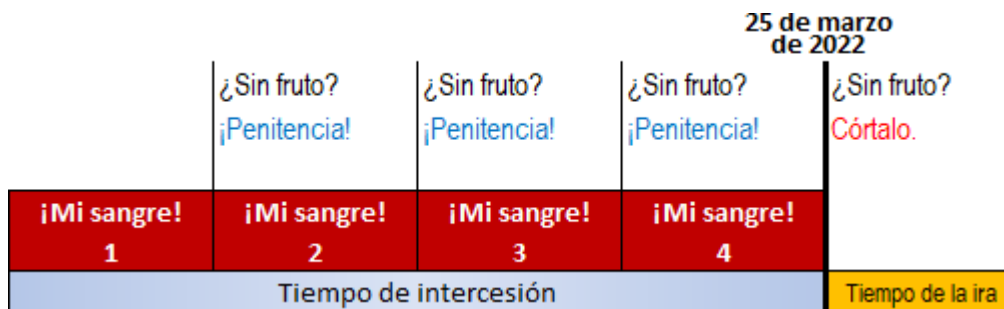 25 de marzo
de 2022
¿Sin fruto? ¿Sin fruto? ¿Sin fruto? ¿Sin fruto?
¡Penitencia! ¡Penitencia! ¡Penitencia! Córtalo.
¡Mi sangre! ¡Mi sangre! ¡Mi sangre! ¡Mi sangre!
1 2 3 4
Tiempo de intercesión Tiempo de la ira